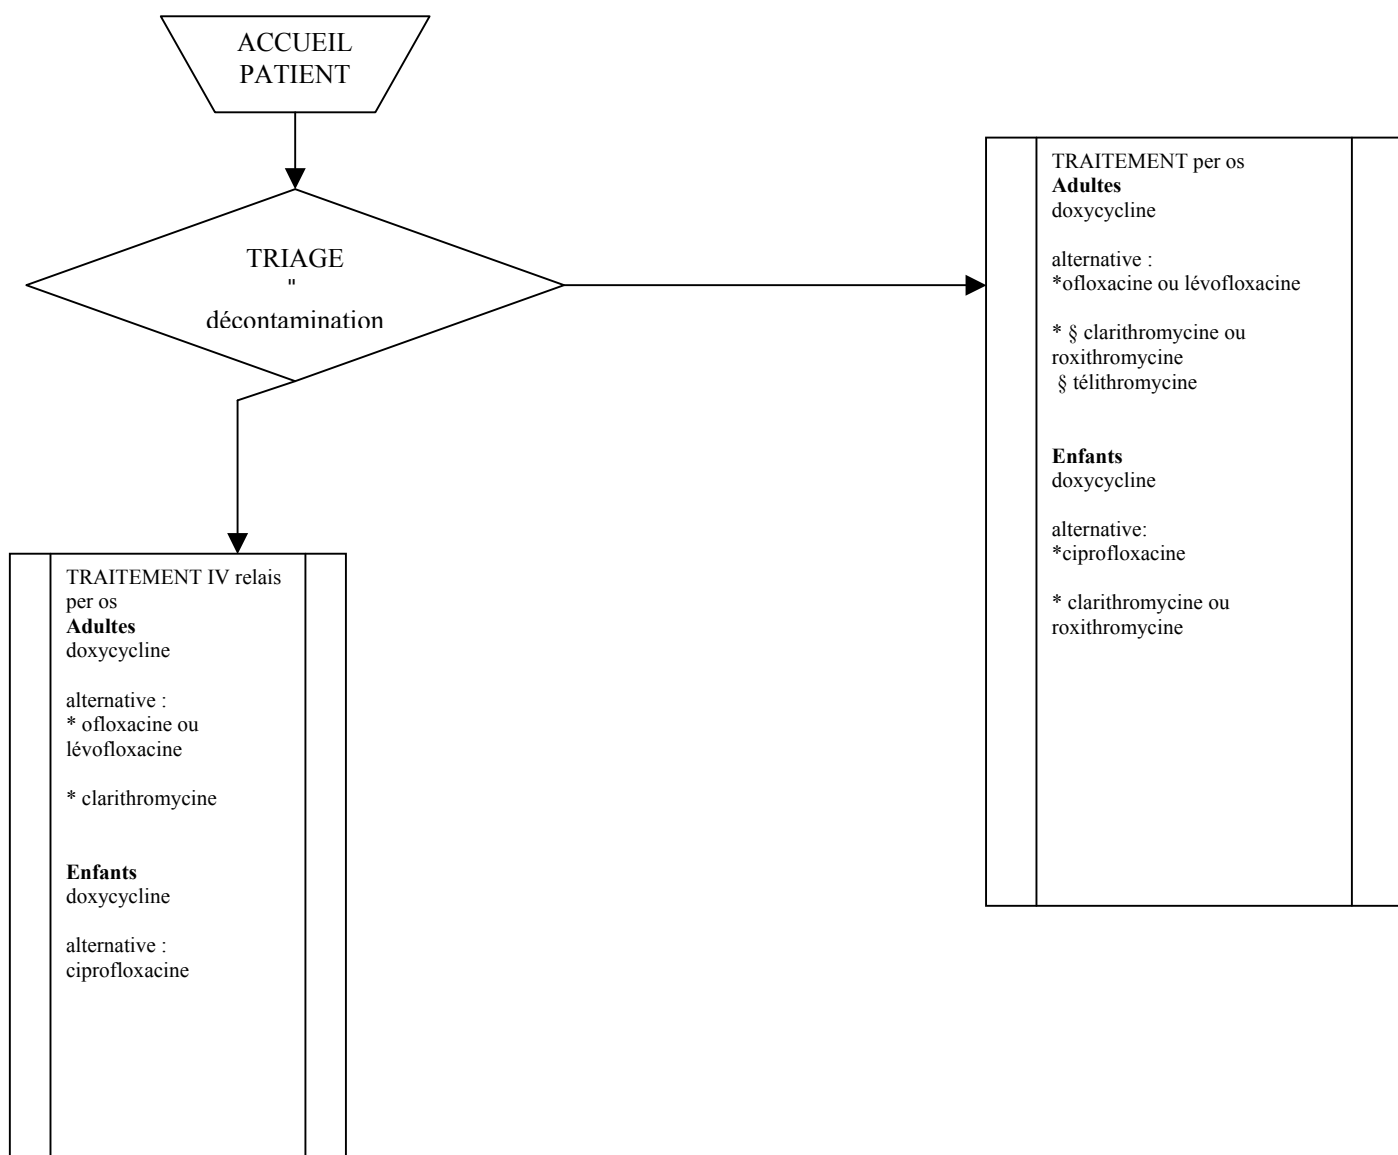 ACCUEIL
PATIENT
TRIAGE
"
décontamination
TRAITEMENT per os
Adultes
doxycycline
alternative :
*ofloxacine ou lévofloxacine
* § clarithromycine ou
roxithromycine
§ télithromycine
Enfants
doxycycline
alternative:
*ciprofloxacine
* clarithromycine ou
roxithromycine
TRAITEMENT IV relais
per os
Adultes
doxycycline
alternative :
* ofloxacine ou
lévofloxacine
* clarithromycine
Enfants
doxycycline
alternative :
ciprofloxacine